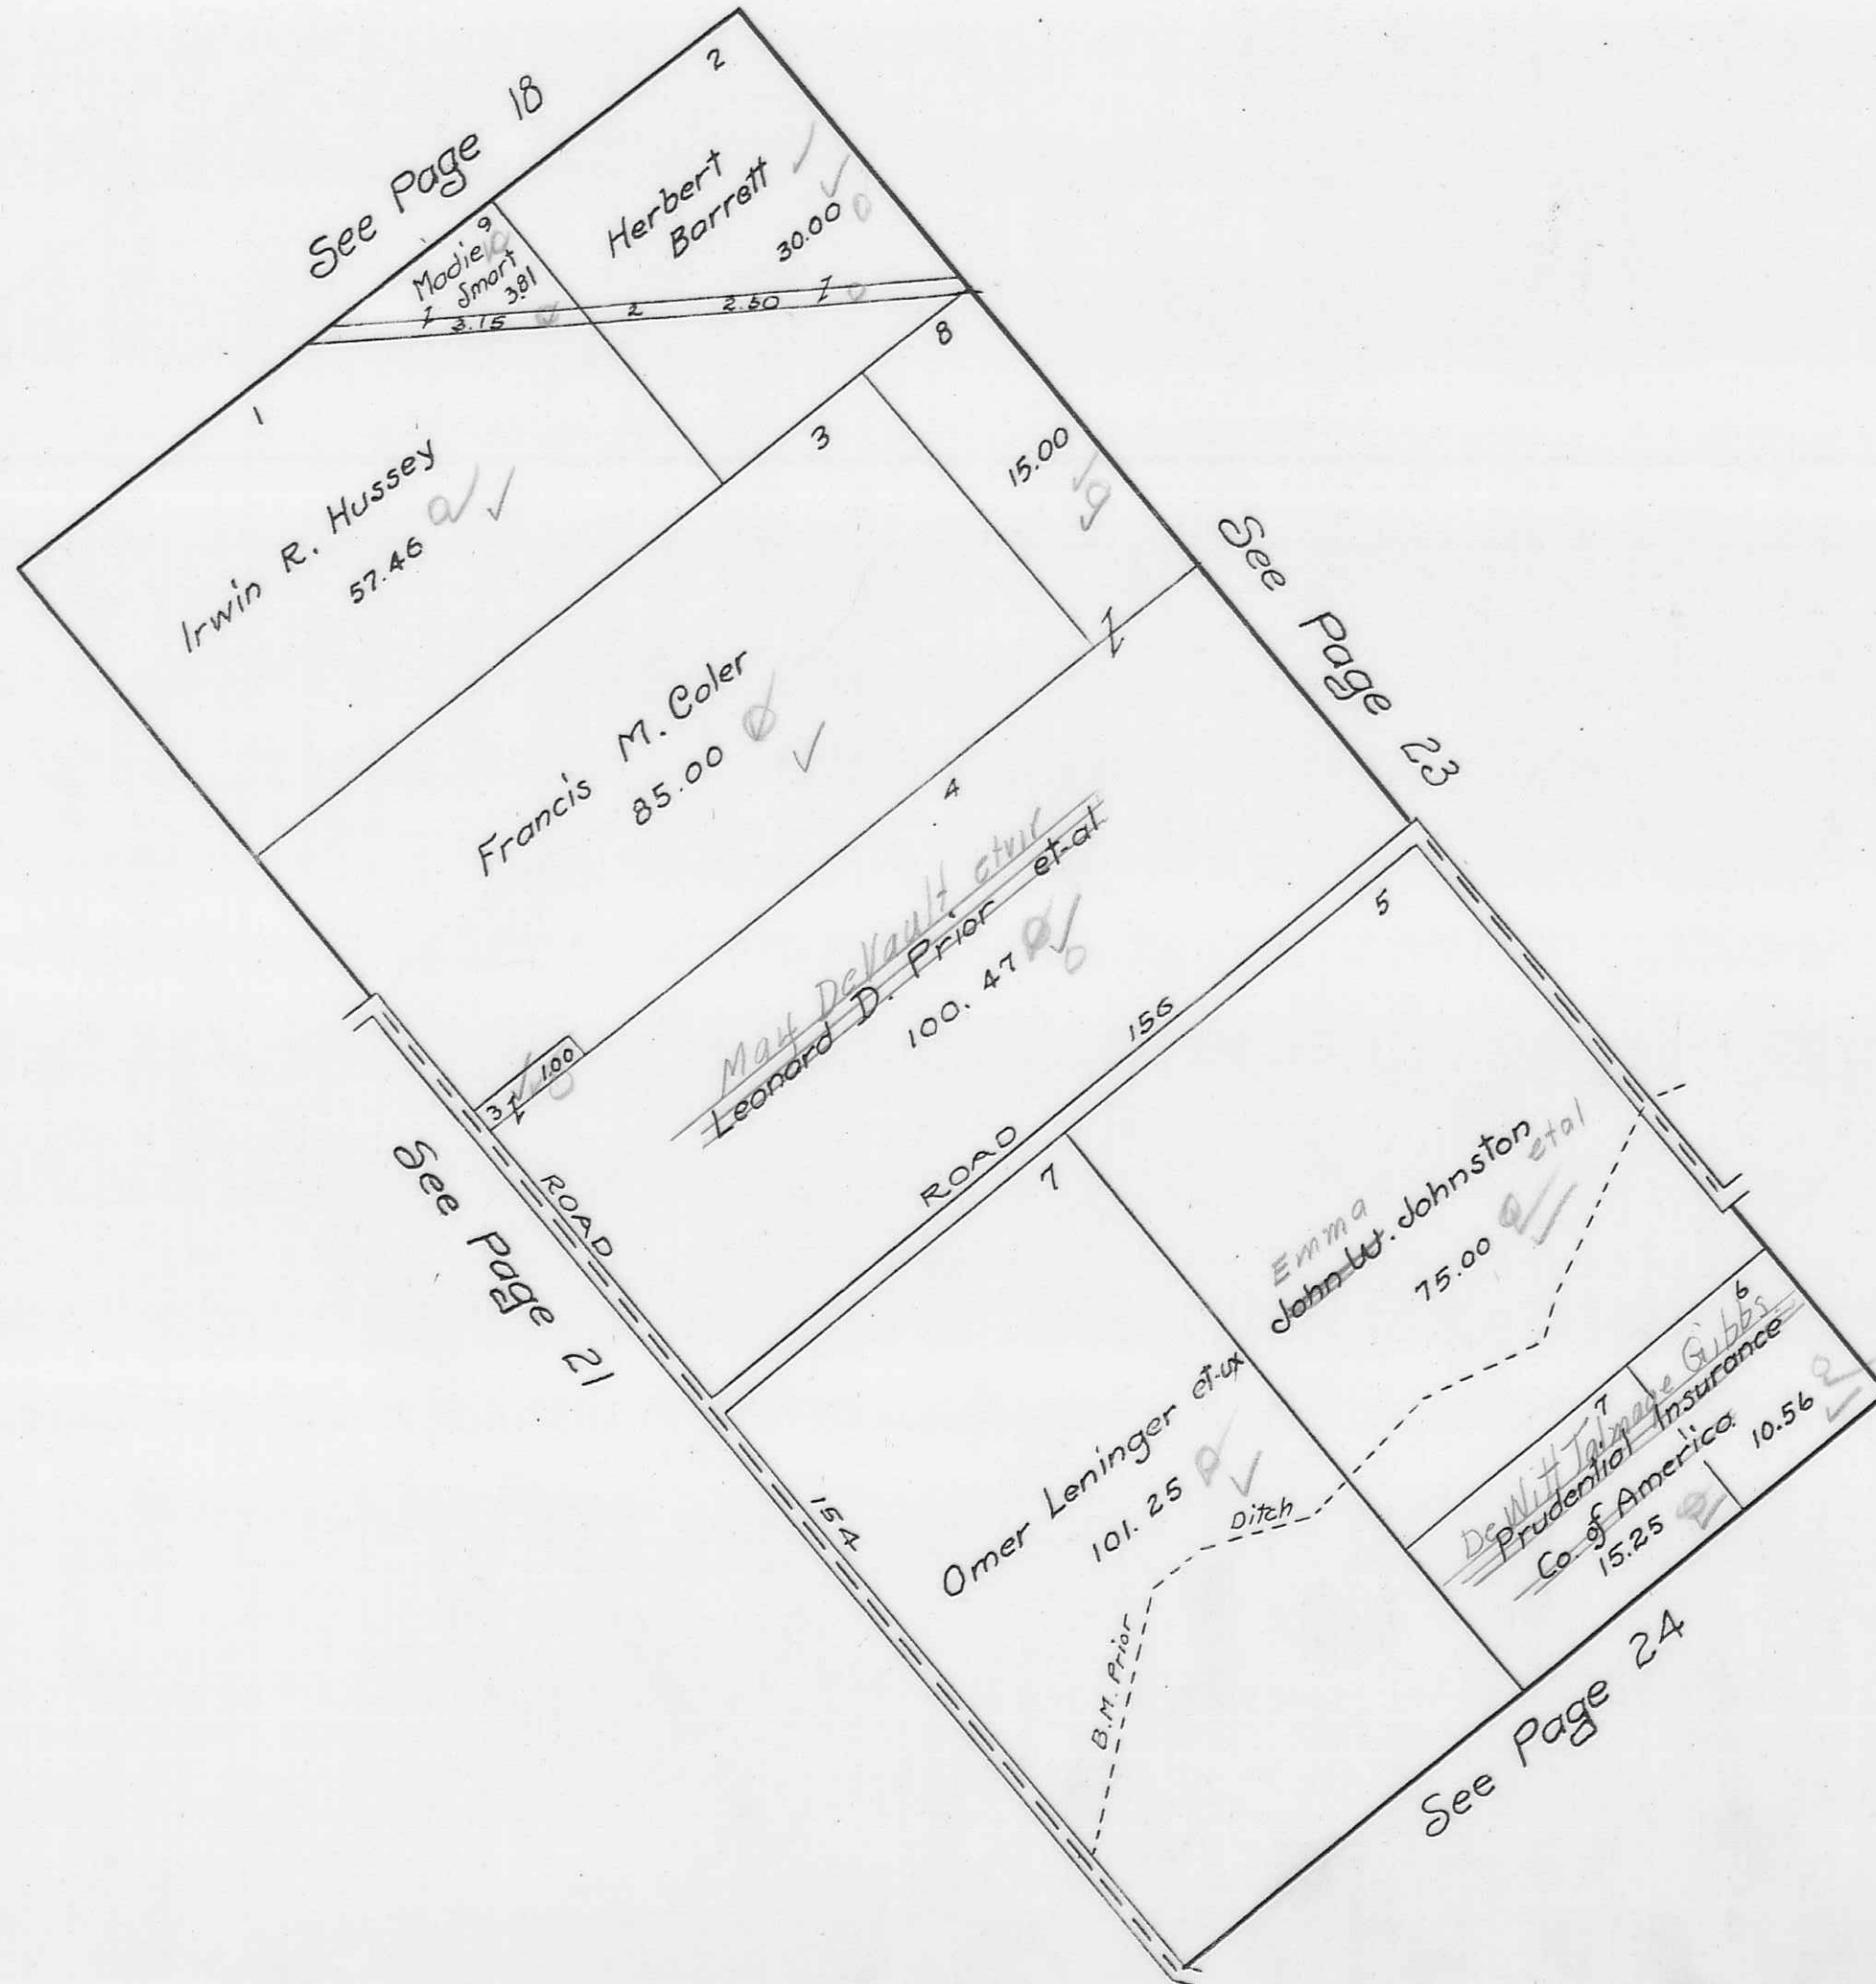 See Page 18
2
Herbert
Barrett
30.00
9
Madie
Smart
3.81
3.15
2
2.50
1
Irwin R. Hussey
57.46
8
15.00
3
Francis M. Coler
85.00
See Page 23
4
May DeVault etvir
Leonard D. Prior et-al
100.47
3
1.00
See Page 21
ROAD
154
ROAD 156
5
Emma
John W. Johnston etal
75.00
7
Omer Leninger et-ux
101.25
B.M. Prior Ditch
6
7
DeWitt Talmage Gibbs
Prudential Insurance
Co. of America
10.56
15.25
See Page 24